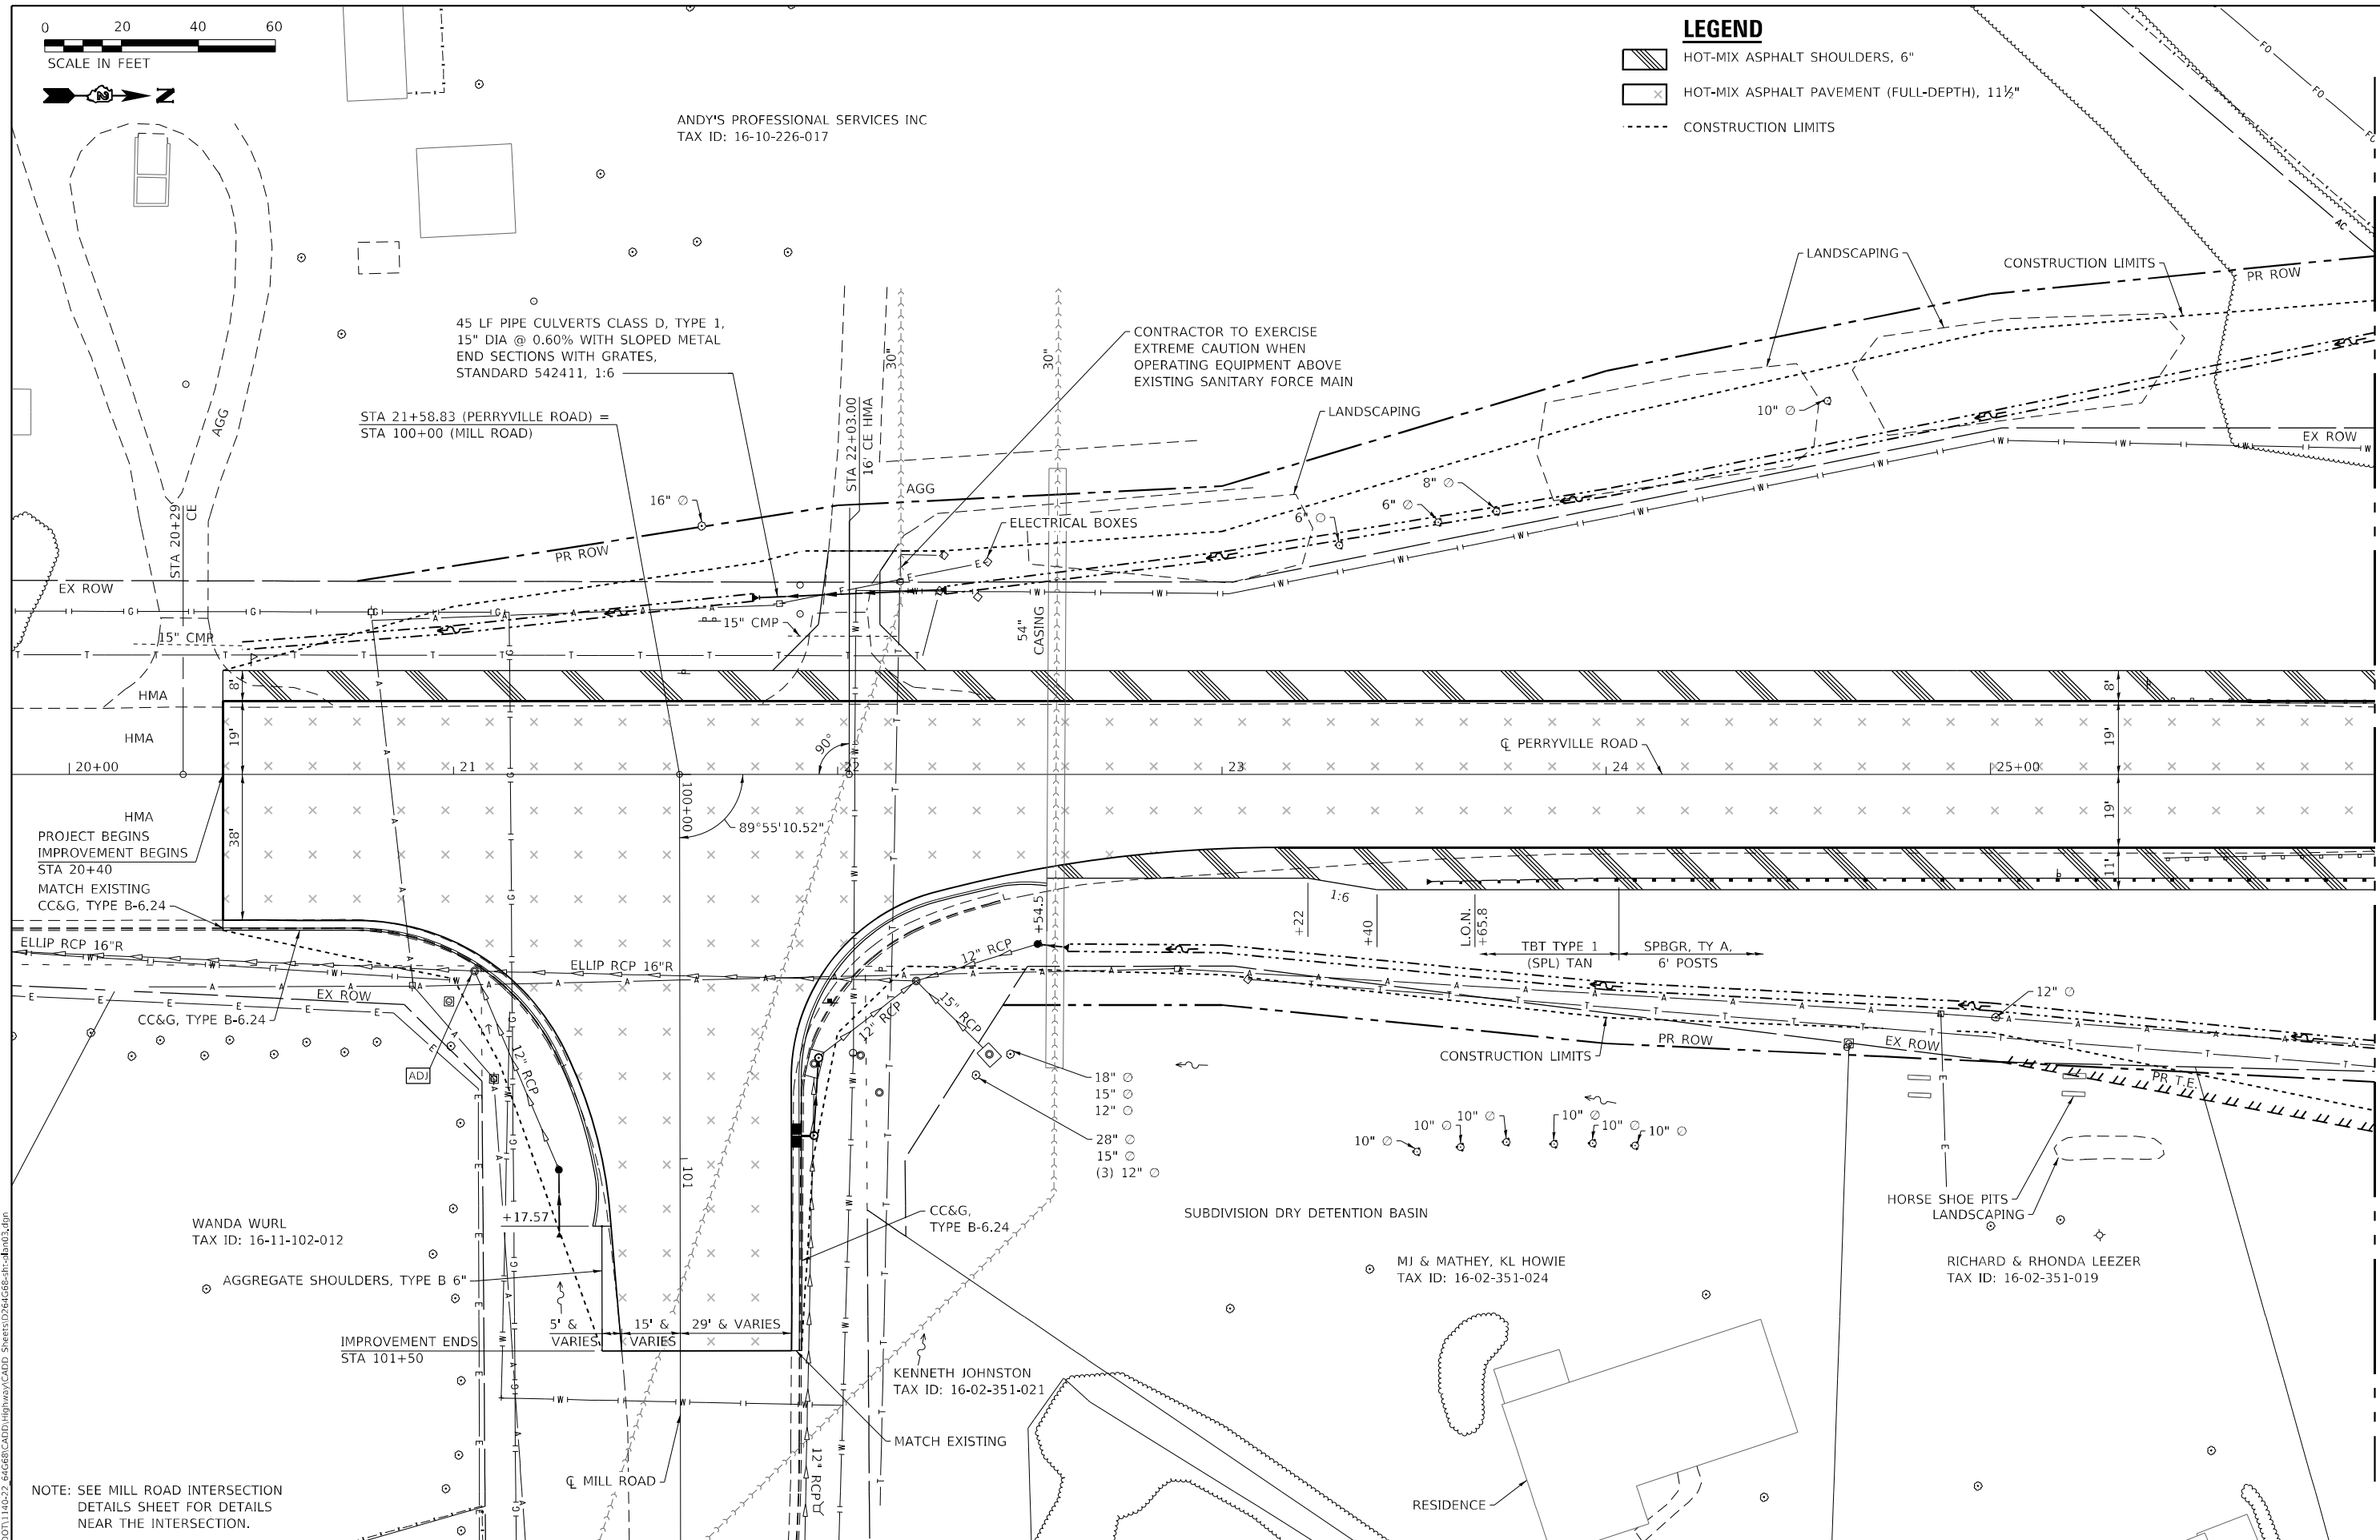 0 20 40 60
SCALE IN FEET
N
LEGEND
HOT-MIX ASPHALT SHOULDERS, 6"
HOT-MIX ASPHALT PAVEMENT (FULL-DEPTH), 11½"
CONSTRUCTION LIMITS
FO
FO
AC
ANDY'S PROFESSIONAL SERVICES INC
TAX ID: 16-10-226-017
LANDSCAPING
CONSTRUCTION LIMITS
PR ROW
45 LF PIPE CULVERTS CLASS D, TYPE 1,
15" DIA @ 0.60% WITH SLOPED METAL
END SECTIONS WITH GRATES,
STANDARD 542411, 1:6
30"
30"
CONTRACTOR TO EXERCISE
EXTREME CAUTION WHEN
OPERATING EQUIPMENT ABOVE
EXISTING SANITARY FORCE MAIN
STA 21+58.83 (PERRYVILLE ROAD) =
STA 100+00 (MILL ROAD)
AGG
STA 22+03.00
16' CE HMA
LANDSCAPING
10" ∅
EX ROW
STA 20+29
CE
16" ∅
AGG
8" ∅
6" ∅
6" ∅
ELECTRICAL BOXES
PR ROW
EX ROW
15" CMP
15" CMP
54"
CASING
HMA
8'
8'
HMA
19'
90°
℄ PERRYVILLE ROAD
19'
20+00
21
22
23
24
25+00
HMA
38'
100+00
89°55'10.52"
19'
PROJECT BEGINS
IMPROVEMENT BEGINS
STA 20+40
MATCH EXISTING
CC&G, TYPE B-6.24
11'
1:6
+54.5
+22
+40
L.O.N.
+65.8
TBT TYPE 1
(SPL) TAN
SPBGR, TY A,
6' POSTS
ELLIP RCP 16"R
ELLIP RCP 16"R
12" RCP
EX ROW
CC&G, TYPE B-6.24
12" RCP
15" RCP
12" RCP
12" ∅
ADJ
CONSTRUCTION LIMITS
PR ROW
EX ROW
PR T.E.
18" ∅
15" ∅
12" ∅
28" ∅
15" ∅
(3) 12" ∅
10" ∅
10" ∅
10" ∅
10" ∅
10" ∅
10" ∅
101
+17.57
CC&G,
TYPE B-6.24
SUBDIVISION DRY DETENTION BASIN
HORSE SHOE PITS
LANDSCAPING
WANDA WURL
TAX ID: 16-11-102-012
AGGREGATE SHOULDERS, TYPE B 6"
MJ & MATHEY, KL HOWIE
TAX ID: 16-02-351-024
RICHARD & RHONDA LEEZER
TAX ID: 16-02-351-019
IMPROVEMENT ENDS
STA 101+50
5' &
VARIES
15' &
VARIES
29' & VARIES
KENNETH JOHNSTON
TAX ID: 16-02-351-021
MATCH EXISTING
℄ MILL ROAD
12" RCP
RESIDENCE
NOTE: SEE MILL ROAD INTERSECTION
DETAILS SHEET FOR DETAILS
NEAR THE INTERSECTION.